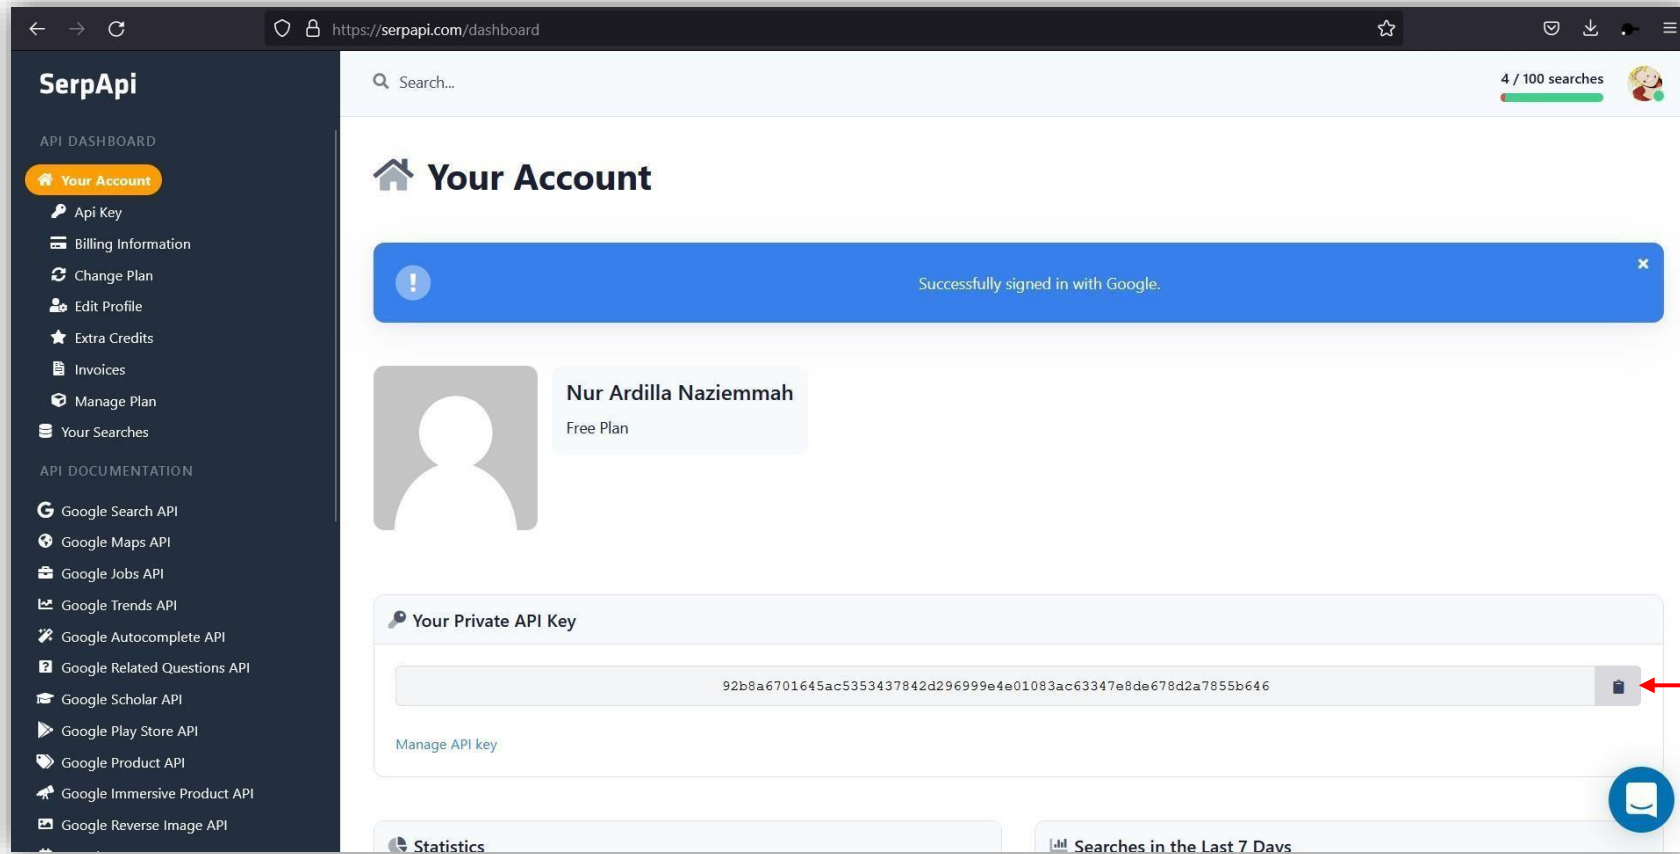 https://serpapi.com/dashboard
SerpApi
Search...
4 / 100 searches
API DASHBOARD
Your Account
Api Key
Billing Information
Change Plan
Edit Profile
Extra Credits
Invoices
Manage Plan
Your Searches
API DOCUMENTATION
Google Search API
Google Maps API
Google Jobs API
Google Trends API
Google Autocomplete API
Google Related Questions API
Google Scholar API
Google Play Store API
Google Product API
Google Immersive Product API
Google Reverse Image API
Your Account
Successfully signed in with Google.
Nur Ardilla Naziemmah
Free Plan
Your Private API Key
92b8a6701645ac5353437842d296999e4e01083ac63347e8de678d2a7855b646
Manage API key
Statistics
Searches in the Last 7 Days